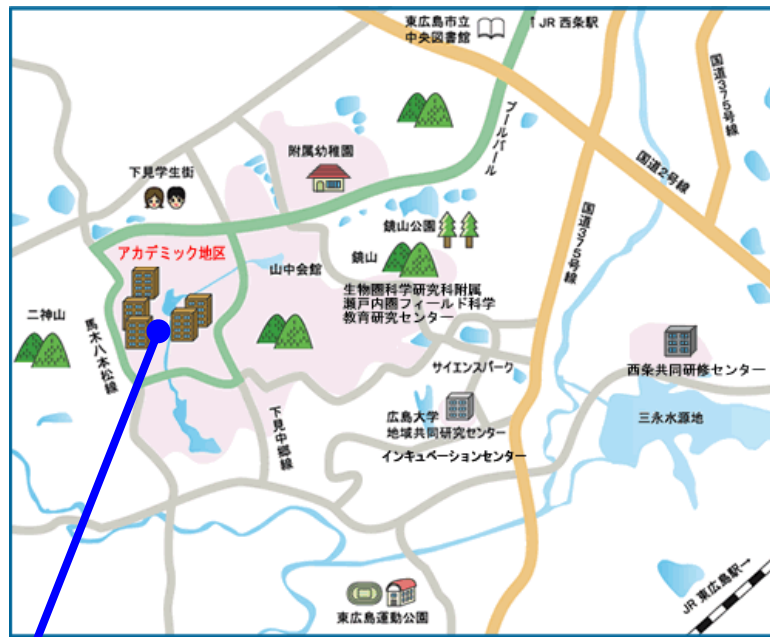 東広島市立
中央図書館
↑JR 西条駅
国道375号線
ブールバール
国道2号線
附属幼稚園
下見学生街
鏡山公園
国道375号線
アカデミック地区
山中会館
鏡山
生物圏科学研究科附属
瀬戸内圏フィールド科学
教育研究センター
二神山
馬木八本松線
サイエンスパーク
西条共同研修センター
広島大学
地域共同研究センター
下見中郷線
三永水源地
インキュベーションセンター
JR 東広島駅→
東広島運動公園